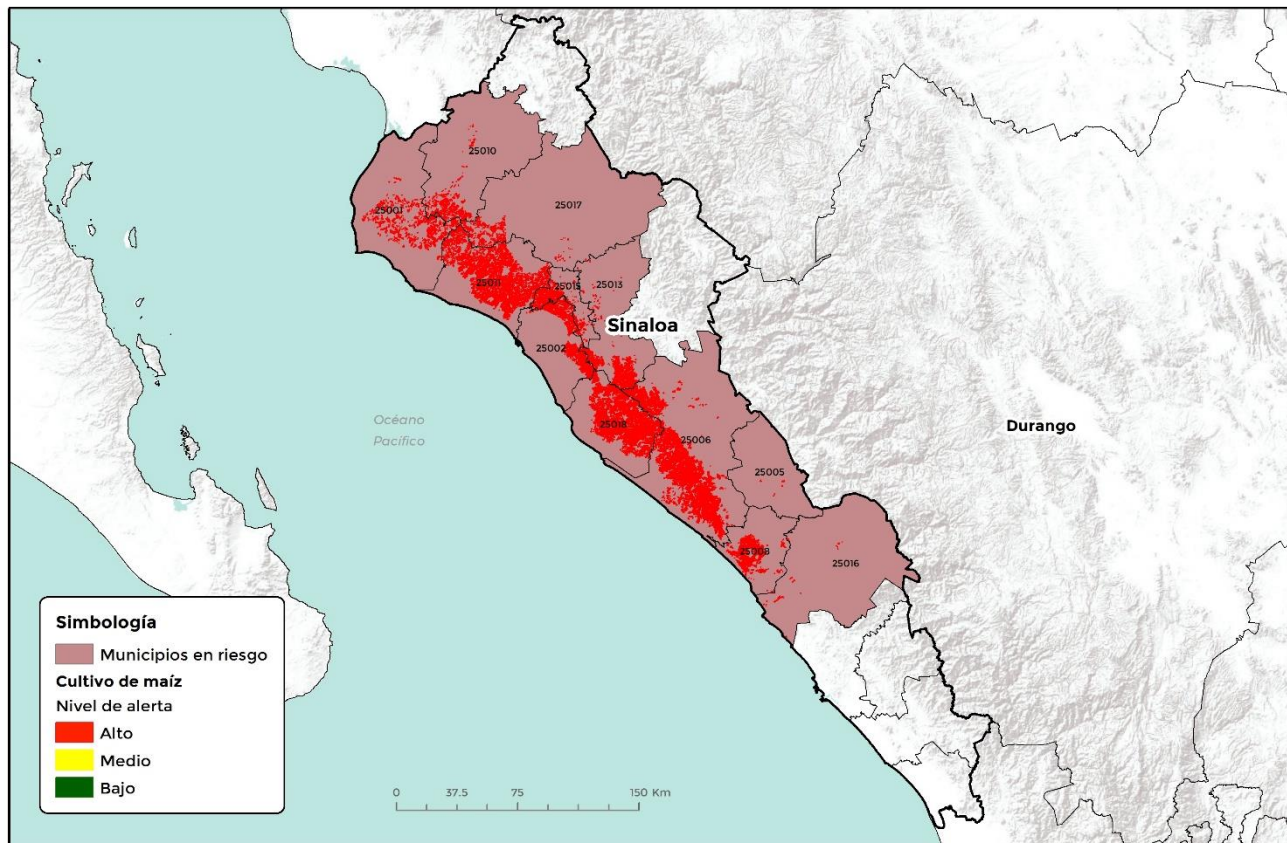 25010
25001
25017
25011
25015
25013
Sinaloa
25002
25018
25006
25005
25008
25016
Océano
Pacífico
Durango
Simbología
Municipios en riesgo
Cultivo de maíz
Nivel de alerta
Alto
Medio
Bajo
0 37.5 75 150 Km